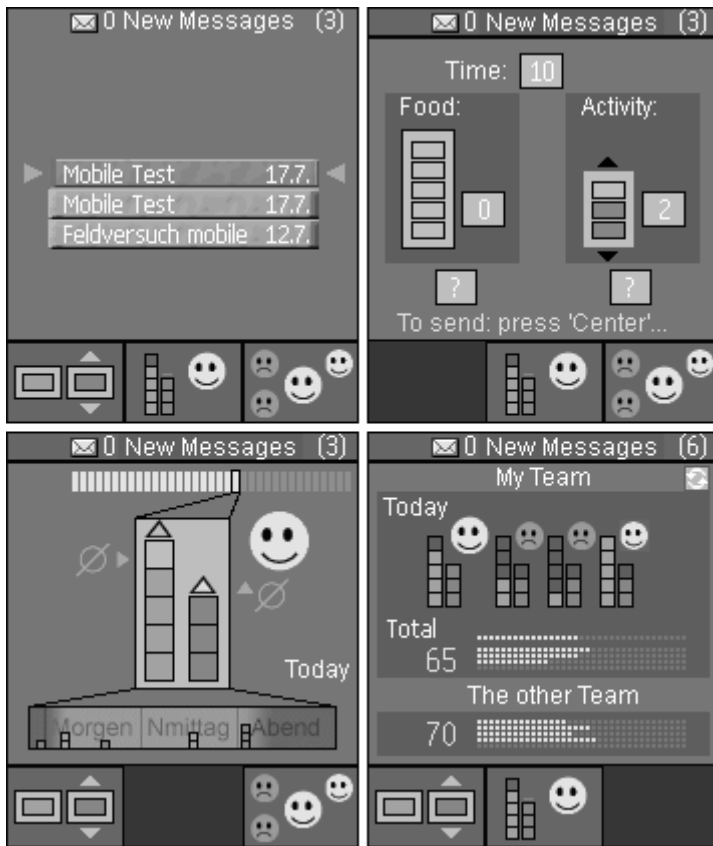 0 New Messages (3)
Mobile Test 17.7.
Mobile Test 17.7.
Feldversuch mobile 12.7.
0 New Messages (3)
Time: 10
Food: Activity:
0 2
? ?
To send: press 'Center'...
0 New Messages (3)
Today
Morgen Nmittag Abend
0 New Messages (6)
My Team
Today
Total
65
The other Team
70